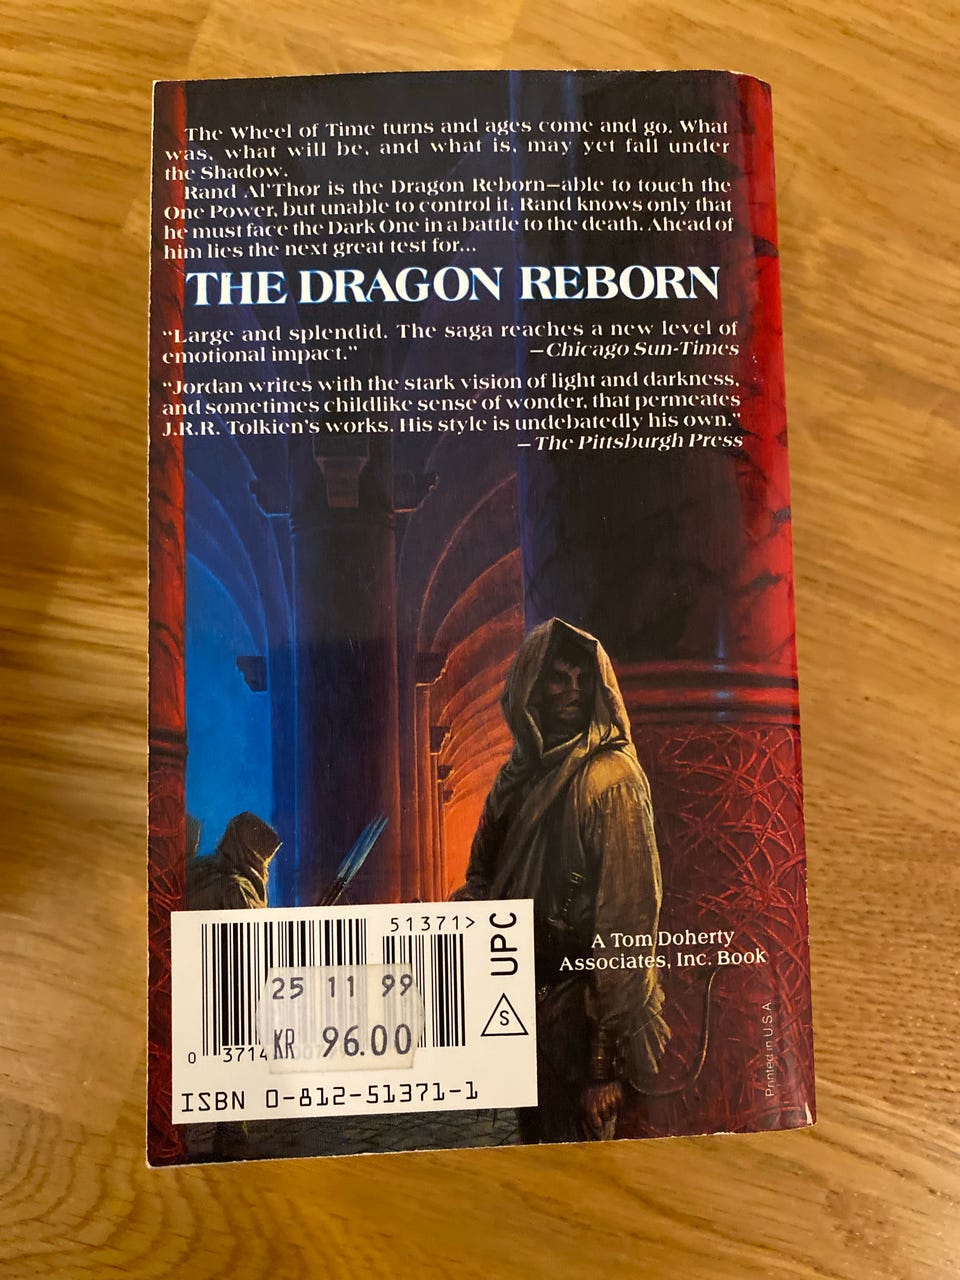 The Wheel of Time turns and ages come and go. What
was, what will be, and what is, may yet fall under
the Shadow.
Rand Al'Thor is the Dragon Reborn—able to touch the
One Power, but unable to control it. Rand knows only that
he must face the Dark One in a battle to the death. Ahead of
him lies the next great test for...
THE DRAGON REBORN
“Large and splendid. The saga reaches a new level of
emotional impact.” —Chicago Sun-Times
“Jordan writes with the stark vision of light and darkness,
and sometimes childlike sense of wonder, that permeates
J.R.R. Tolkien's works. His style is undebatedly his own.”
—The Pittsburgh Press
A Tom Doherty
Associates, Inc. Book
Printed in U.S.A
51371>
UPC
S
25 11 99
KR 96.00
0 3714
ISBN 0-812-51371-1